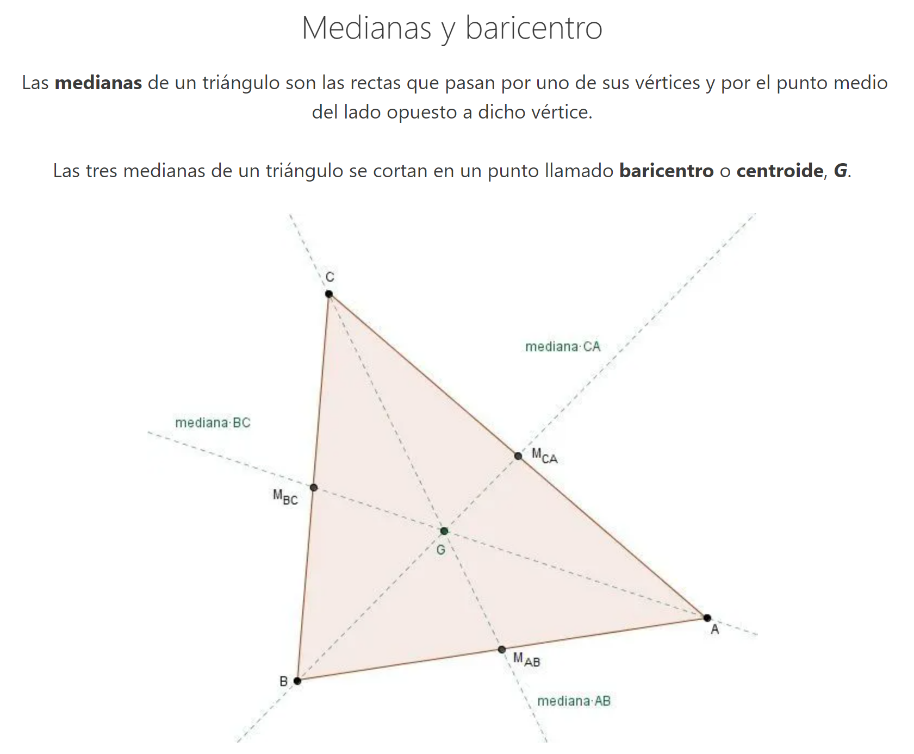 Medianas y baricentro
Las medianas de un triángulo son las rectas que pasan por uno de sus vértices y por el punto medio
del lado opuesto a dicho vértice.
Las tres medianas de un triángulo se cortan en un punto llamado baricentro o centroide, G.
C
mediana·CA
mediana·BC
MCA
MBC
G
A
MAB
B
mediana·AB